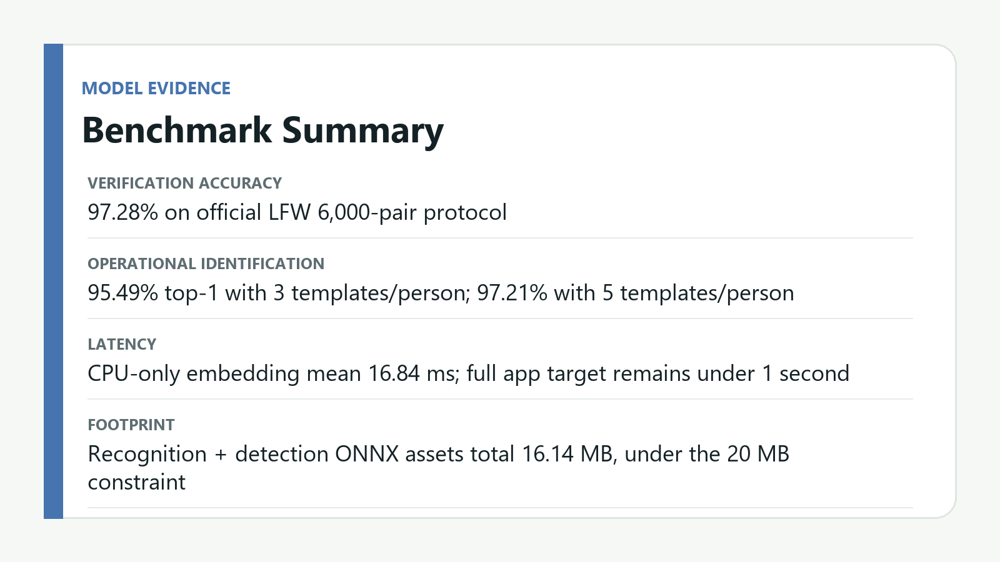 MODEL EVIDENCE
Benchmark Summary
VERIFICATION ACCURACY
97.28% on official LFW 6,000-pair protocol
OPERATIONAL IDENTIFICATION
95.49% top-1 with 3 templates/person; 97.21% with 5 templates/person
LATENCY
CPU-only embedding mean 16.84 ms; full app target remains under 1 second
FOOTPRINT
Recognition + detection ONNX assets total 16.14 MB, under the 20 MB
constraint